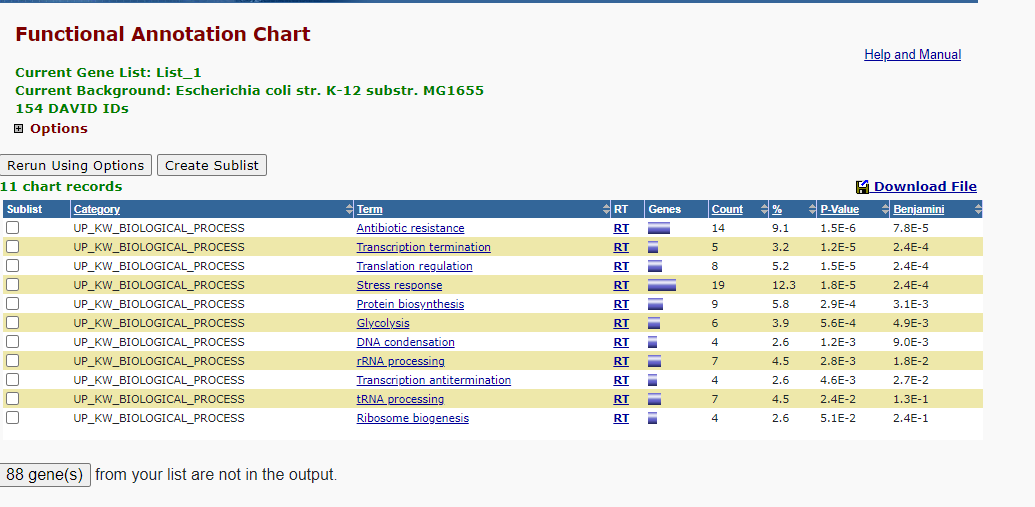 Functional Annotation Chart
Help and Manual
Current Gene List: List_1
Current Background: Escherichia coli str. K-12 substr. MG1655
154 DAVID IDs
Options
Rerun Using Options Create Sublist
11 chart records Download File
Sublist Category Term RT Genes Count % P-Value Benjamini
UP_KW_BIOLOGICAL_PROCESS Antibiotic resistance RT 14 9.1 1.5E-6 7.8E-5
UP_KW_BIOLOGICAL_PROCESS Transcription termination RT 5 3.2 1.2E-5 2.4E-4
UP_KW_BIOLOGICAL_PROCESS Translation regulation RT 8 5.2 1.5E-5 2.4E-4
UP_KW_BIOLOGICAL_PROCESS Stress response RT 19 12.3 1.8E-5 2.4E-4
UP_KW_BIOLOGICAL_PROCESS Protein biosynthesis RT 9 5.8 2.9E-4 3.1E-3
UP_KW_BIOLOGICAL_PROCESS Glycolysis RT 6 3.9 5.6E-4 4.9E-3
UP_KW_BIOLOGICAL_PROCESS DNA condensation RT 4 2.6 1.2E-3 9.0E-3
UP_KW_BIOLOGICAL_PROCESS rRNA processing RT 7 4.5 2.8E-3 1.8E-2
UP_KW_BIOLOGICAL_PROCESS Transcription antitermination RT 4 2.6 4.6E-3 2.7E-2
UP_KW_BIOLOGICAL_PROCESS tRNA processing RT 7 4.5 2.4E-2 1.3E-1
UP_KW_BIOLOGICAL_PROCESS Ribosome biogenesis RT 4 2.6 5.1E-2 2.4E-1
88 gene(s) from your list are not in the output.